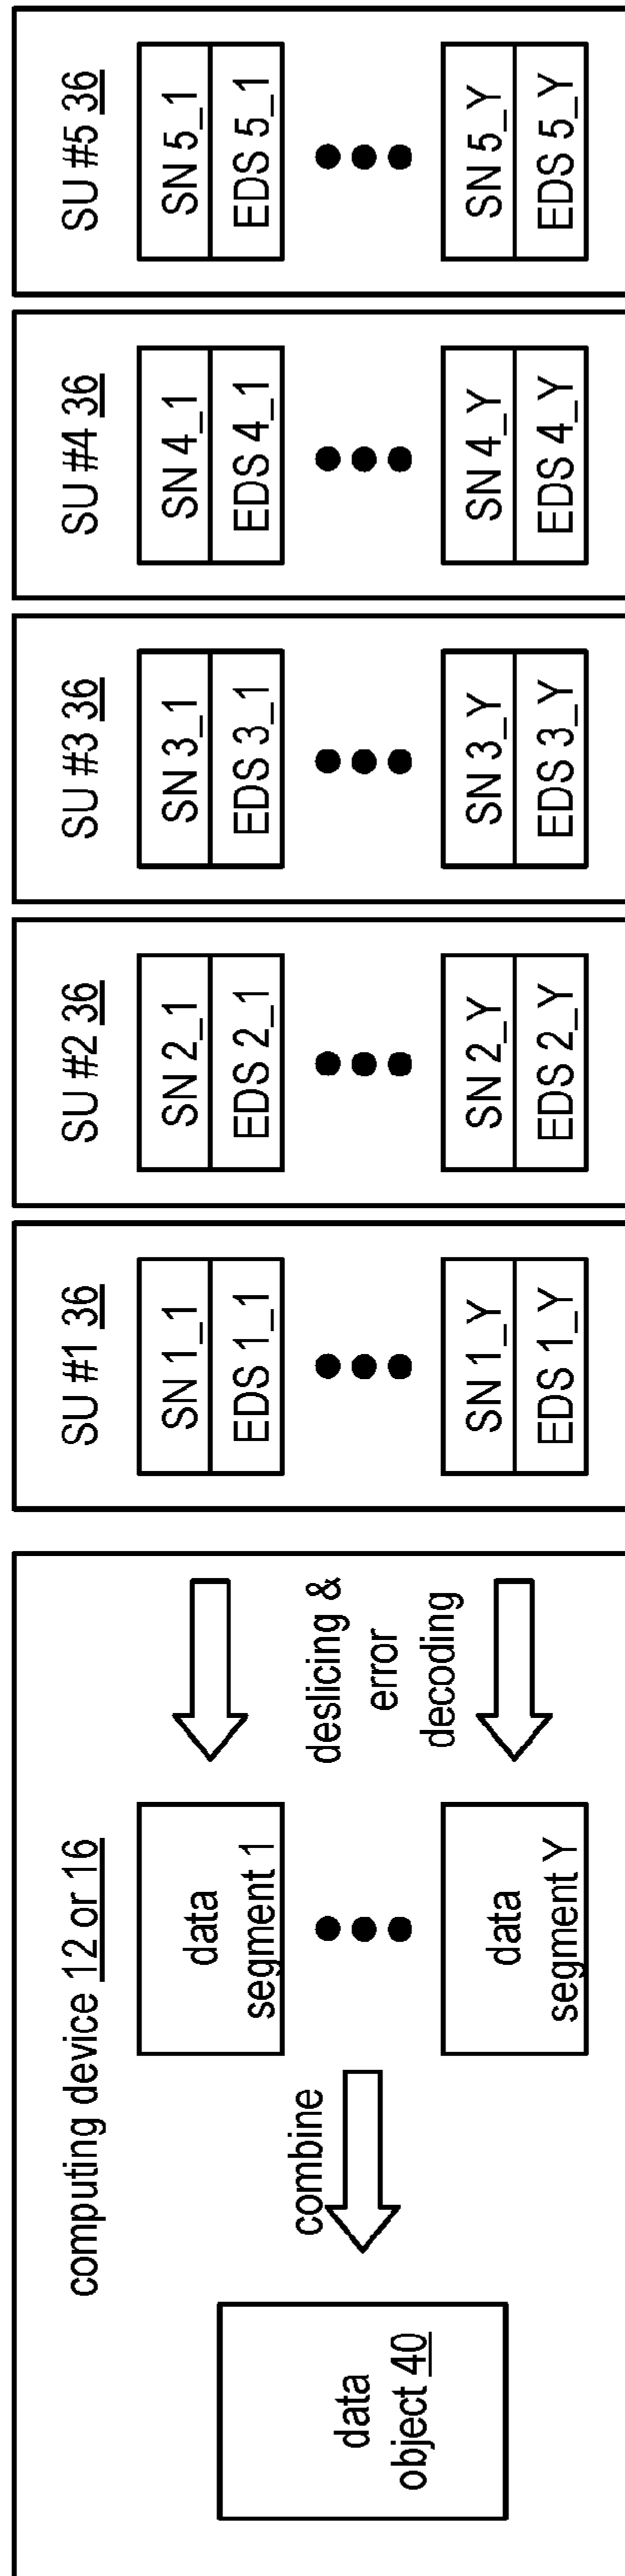 computing device 12 or 16
data
object 40
combine
data
segment 1
data
segment Y
deslicing &
error
decoding
SU #1 36
SN 1_1
EDS 1_1
SN 1_Y
EDS 1_Y
SU #2 36
SN 2_1
EDS 2_1
SN 2_Y
EDS 2_Y
SU #3 36
SN 3_1
EDS 3_1
SN 3_Y
EDS 3_Y
SU #4 36
SN 4_1
EDS 4_1
SN 4_Y
EDS 4_Y
SU #5 36
SN 5_1
EDS 5_1
SN 5_Y
EDS 5_Y